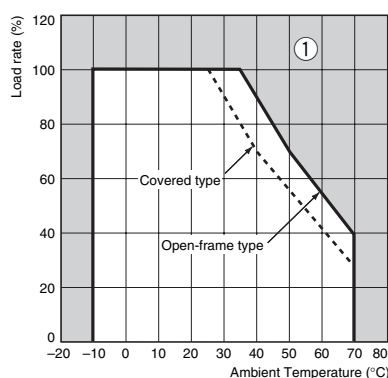 Load rate (%)
120
100
80
60
40
20
0
①
Covered type
Open-frame type
−20 −10 0 10 20 30 40 50 60 70 80
Ambient Temperature (°C)